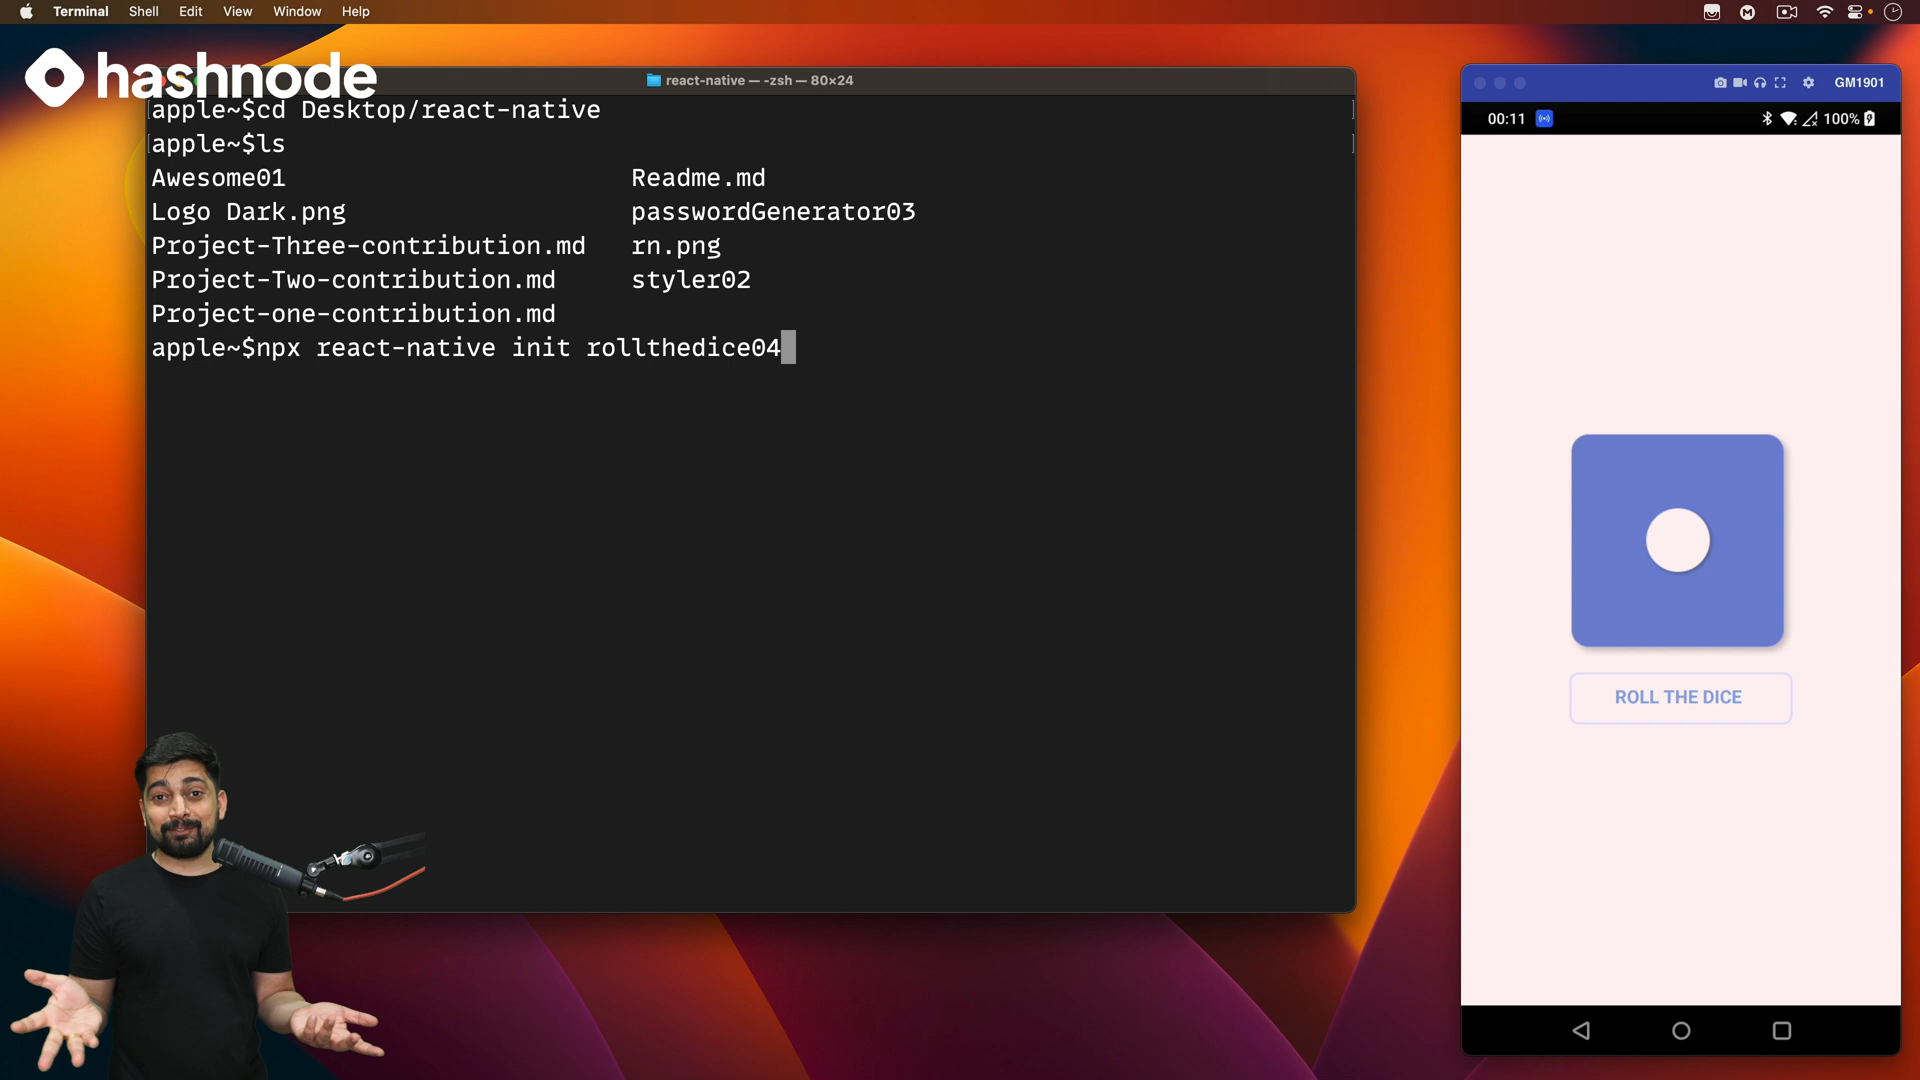 Terminal Shell Edit View Window Help
hashnode
react-native — -zsh — 80×24
apple~$cd Desktop/react-native
apple~$ls
Awesome01 Readme.md
Logo Dark.png passwordGenerator03
Project-Three-contribution.md rn.png
Project-Two-contribution.md styler02
Project-one-contribution.md
apple~$npx react-native init rollthedice04
GM1901
00:11 100%
ROLL THE DICE